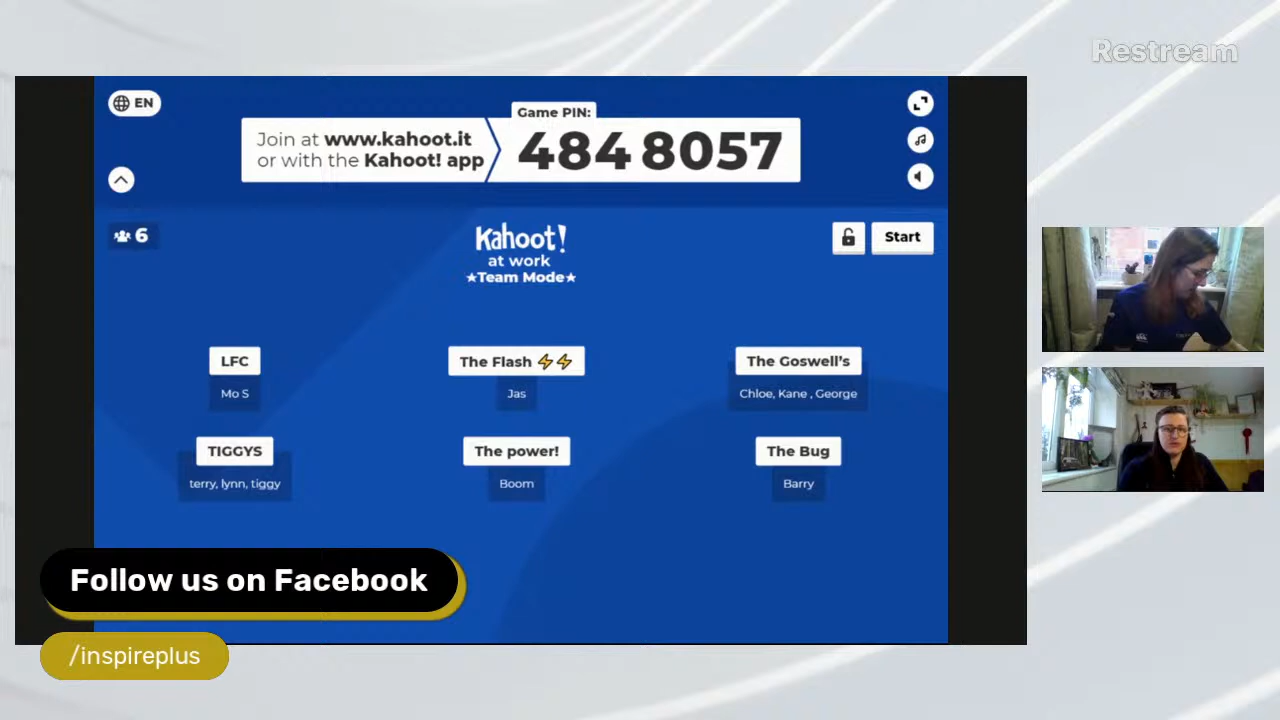 Restream
EN
Game PIN:
Join at www.kahoot.it
or with the Kahoot! app
484 8057
6
Kahoot!
at work
★Team Mode★
Start
LFC
Mo S
The Flash ⚡⚡
Jas
The Goswell's
Chloe, Kane , George
TIGGYS
terry, lynn, tiggy
The power!
Boom
The Bug
Barry
Follow us on Facebook
/inspireplus